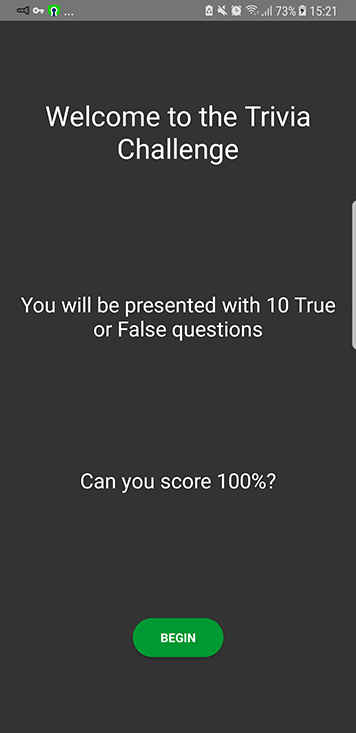 ... 73% 15:21
Welcome to the Trivia
Challenge
You will be presented with 10 True
or False questions
Can you score 100%?
BEGIN